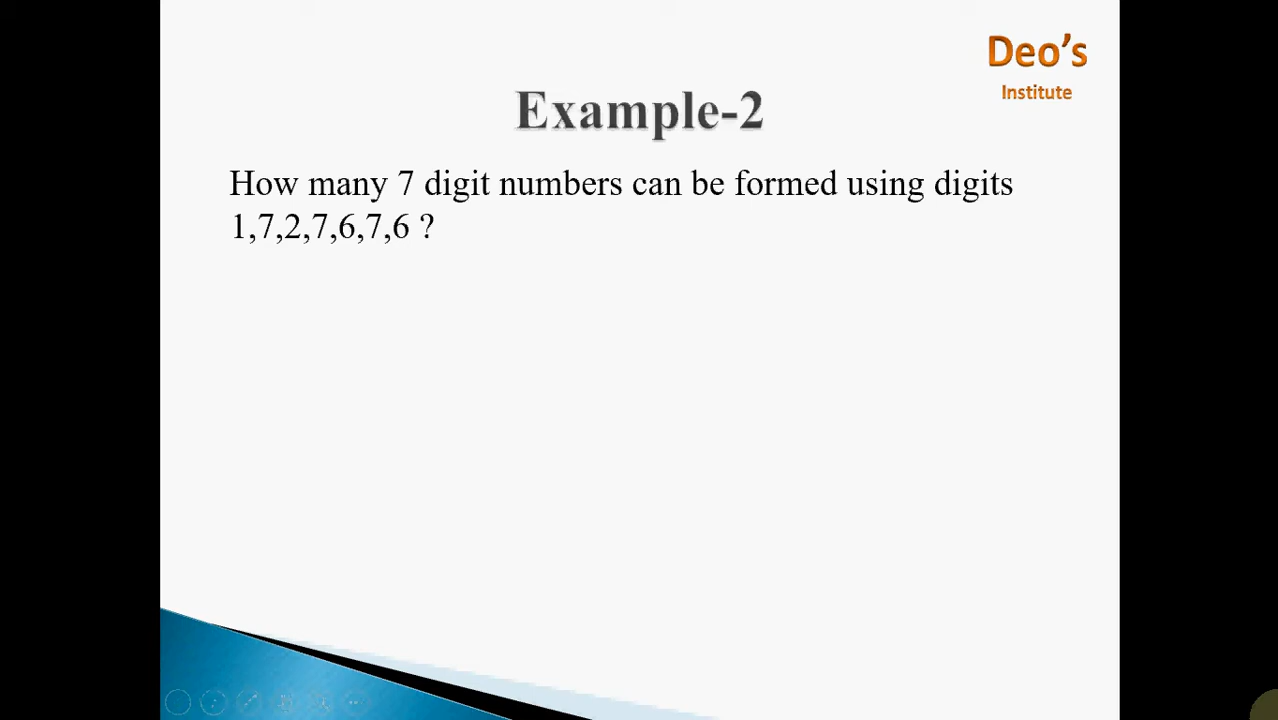 Deo's
Institute
Example-2
How many 7 digit numbers can be formed using digits
1,7,2,7,6,7,6 ?